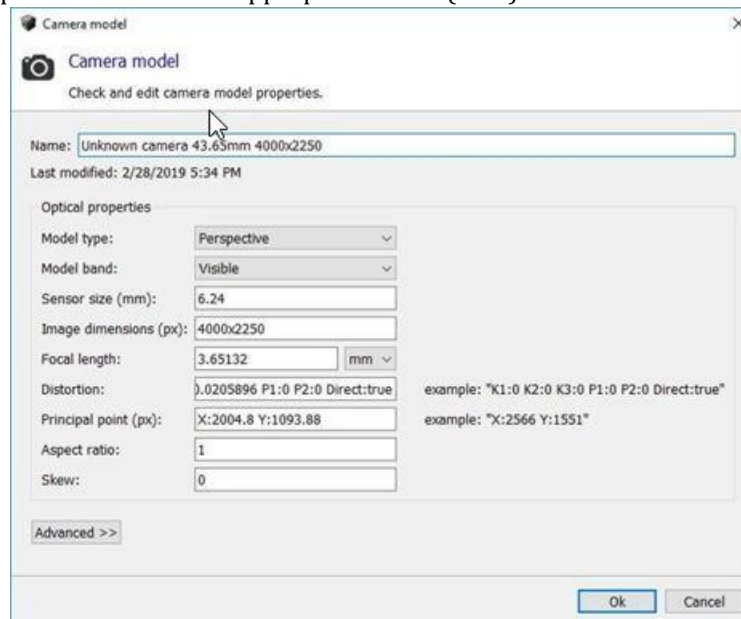 Camera model
Camera model
Check and edit camera model properties.
Name: Unknown camera 43.65mm 4000x2250
Last modified: 2/28/2019 5:34 PM
Optical properties
Model type: Perspective
Model band: Visible
Sensor size (mm): 6.24
Image dimensions (px): 4000x2250
Focal length: 3.65132 mm
Distortion: 0.0205896 P1:0 P2:0 Direct:true example: "K1:0 K2:0 K3:0 P1:0 P2:0 Direct:true"
Principal point (px): X:2004.8 Y:1093.88 example: "X:2566 Y:1551"
Aspect ratio: 1
Skew: 0
Advanced >>
Ok Cancel